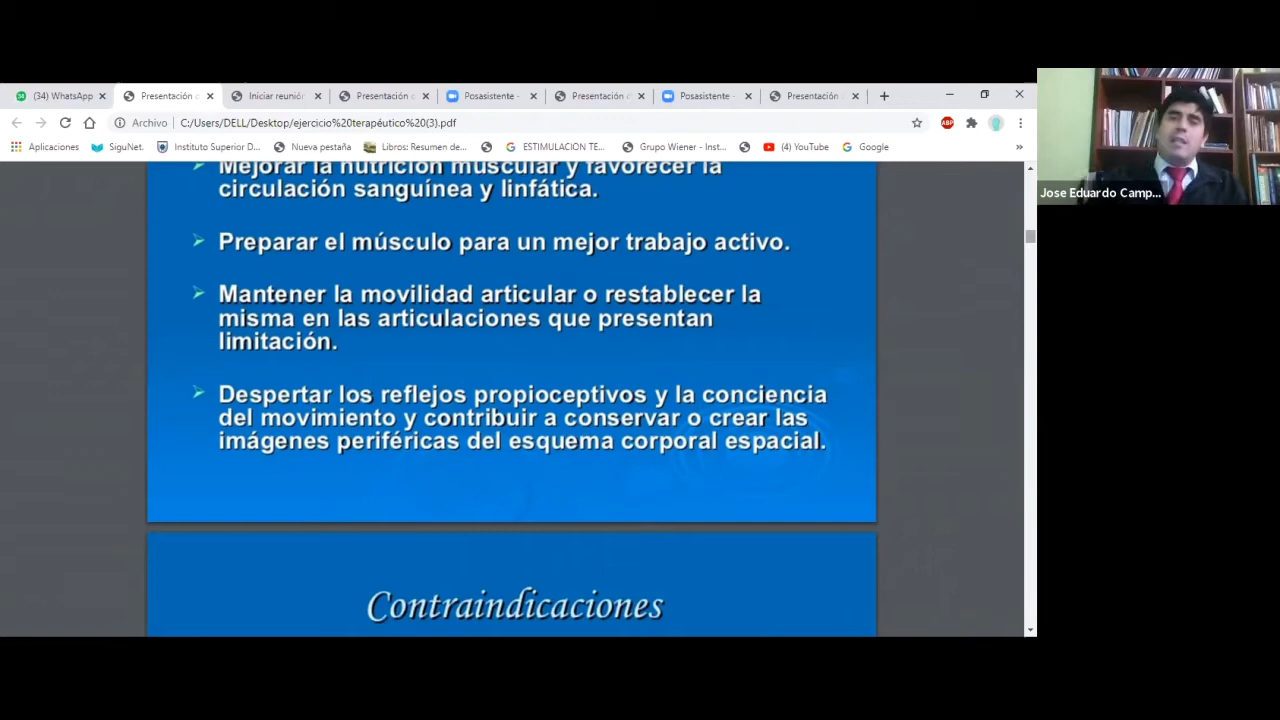 (34) WhatsApp
Presentación
Iniciar reunió
Presentación
Posasistente -
Presentación
Posasistente -
Presentación
Archivo
C:/Users/DELL/Desktop/ejercicio%20terapéutico%20(3).pdf
ABP
Aplicaciones
SiguNet.
Instituto Superior D...
Nueva pestaña
Libros: Resumen de...
ESTIMULACION TE...
Grupo Wiener - Inst...
(4) YouTube
Google
»
Mejorar la nutrición muscular y favorecer la
circulación sanguínea y linfática.
Preparar el músculo para un mejor trabajo activo.
Mantener la movilidad articular o restablecer la
misma en las articulaciones que presentan
limitación.
Despertar los reflejos propioceptivos y la conciencia
del movimiento y contribuir a conservar o crear las
imágenes periféricas del esquema corporal espacial.
Contraindicaciones
Jose Eduardo Camp...